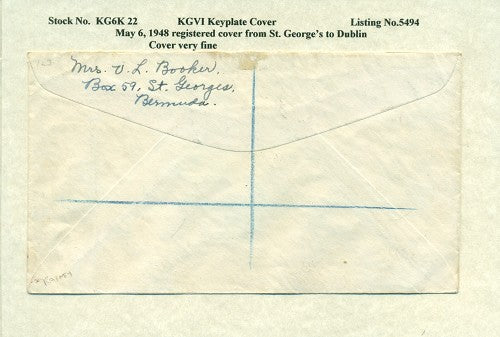 Stock No. KG6K 22 KGVI Keyplate Cover Listing No.5494
May 6, 1948 registered cover from St. George's to Dublin
Cover very fine
Mrs. V. L. Booker,
Box 59, St. Georges,
Bermuda.